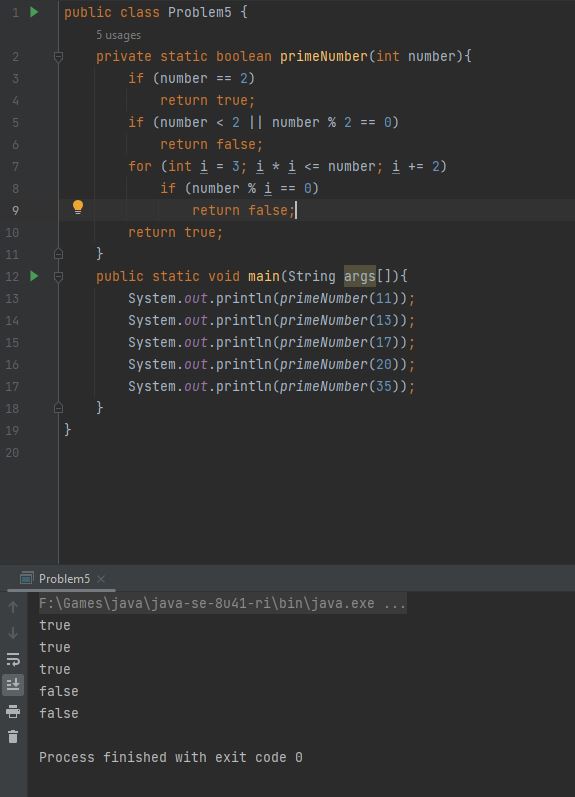 1 public class Problem5 {
5 usages
2 private static boolean primeNumber(int number){
3 if (number == 2)
4 return true;
5 if (number < 2 || number % 2 == 0)
6 return false;
7 for (int i = 3; i * i <= number; i += 2)
8 if (number % i == 0)
9 return false;
10 return true;
11 }
12 public static void main(String args[]){
13 System.out.println(primeNumber(11));
14 System.out.println(primeNumber(13));
15 System.out.println(primeNumber(17));
16 System.out.println(primeNumber(20));
17 System.out.println(primeNumber(35));
18 }
19 }
20
Problem5
F:\Games\java\java-se-8u41-ri\bin\java.exe ...
true
true
true
false
false
Process finished with exit code 0